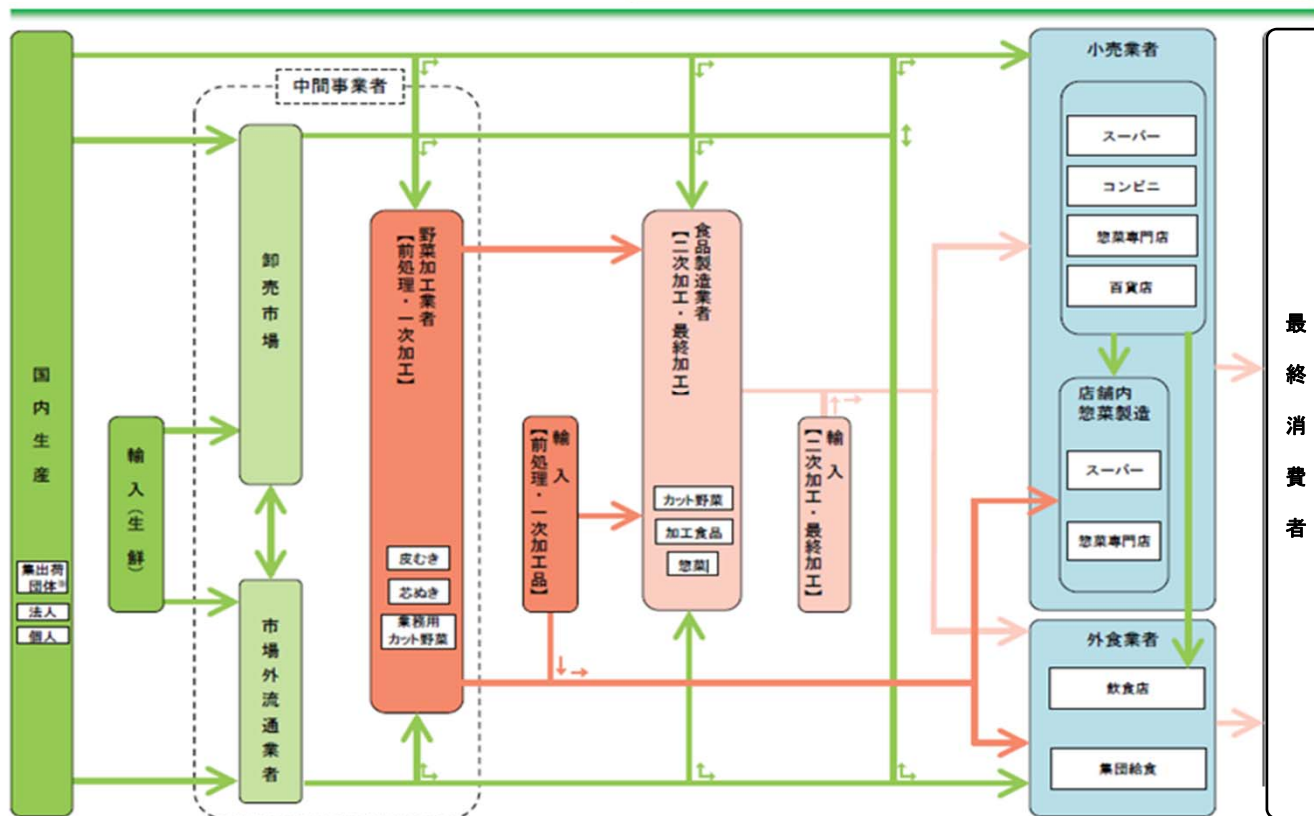 国内生産
集出荷
団体
法人
個人
輸入（生鮮）
中間事業者
卸売市場
市場外流通業者
野菜加工業者
【前処理・一次加工】
皮むき
芯ぬき
業務用
カット野菜
輸入
【前処理・一次加工品】
食品製造業者
【二次加工・最終加工】
カット野菜
加工食品
惣菜
輸入
【二次加工・最終加工】
小売業者
スーパー
コンビニ
惣菜専門店
百貨店
店舗内
惣菜製造
スーパー
惣菜専門店
外食業者
飲食店
集団給食
最終消費者